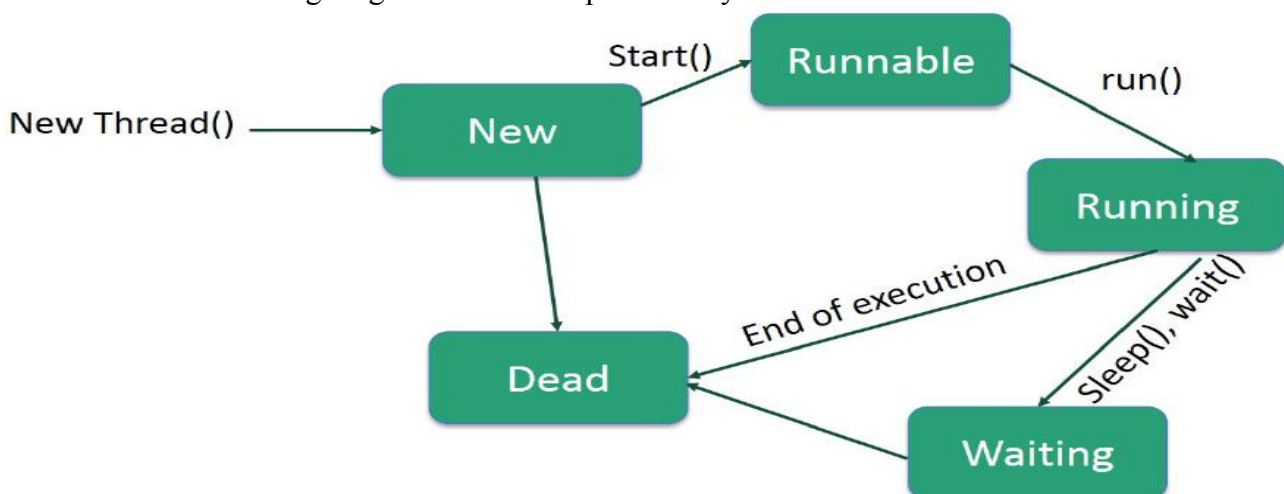 Start()
Runnable
run()
New Thread()
New
Running
End of execution
Sleep(), wait()
Dead
Waiting